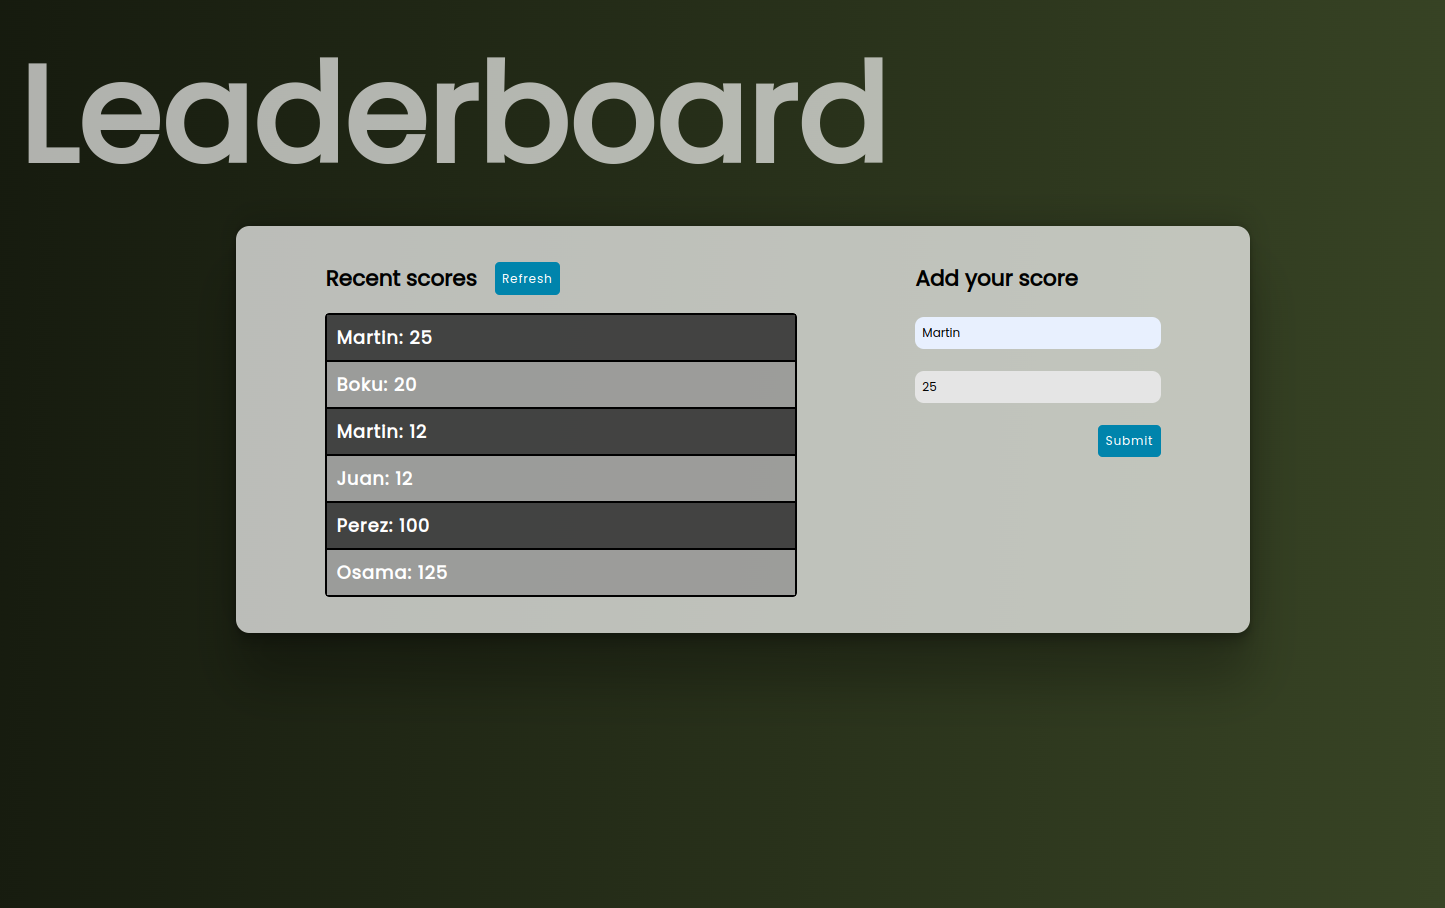 Leaderboard
Recent scores
Refresh
Martin: 25
Boku: 20
Martin: 12
Juan: 12
Perez: 100
Osama: 125
Add your score
Martin
25
Submit